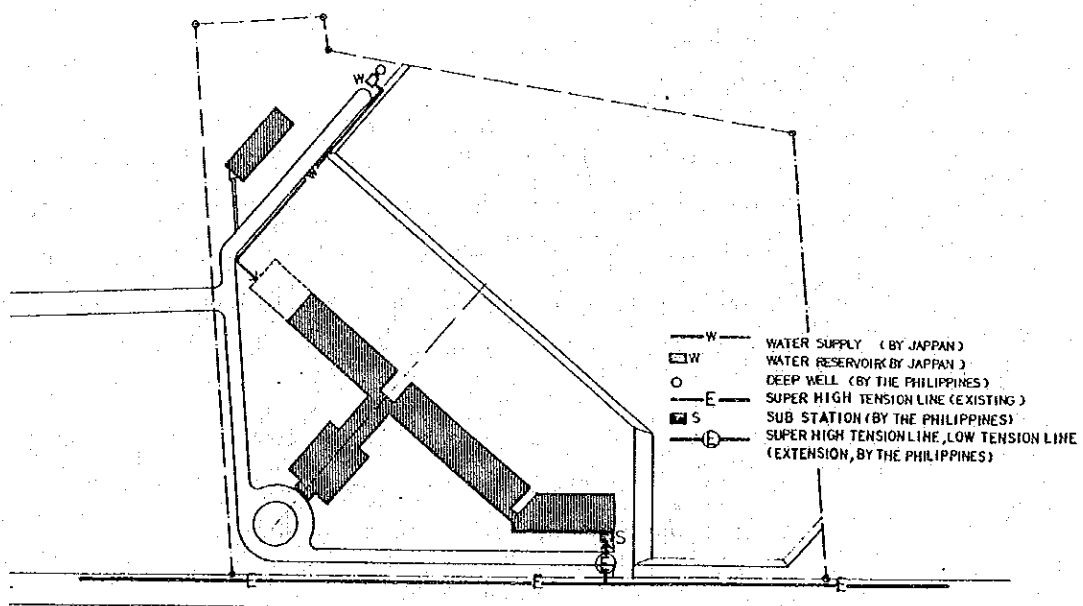 W
W
W WATER SUPPLY (BY JAPPAN)
W WATER RESERVOIR(BY JAPPAN)
DEEP WELL (BY THE PHILIPPINES)
E SUPER HIGH TENSION LINE(EXISTING)
S SUB STATION(BY THE PHILIPPINES)
E SUPER HIGH TENSION LINE,LOW TENSION LINE
(EXTENSION,BY THE PHILIPPINES)
S
E
E
E
E